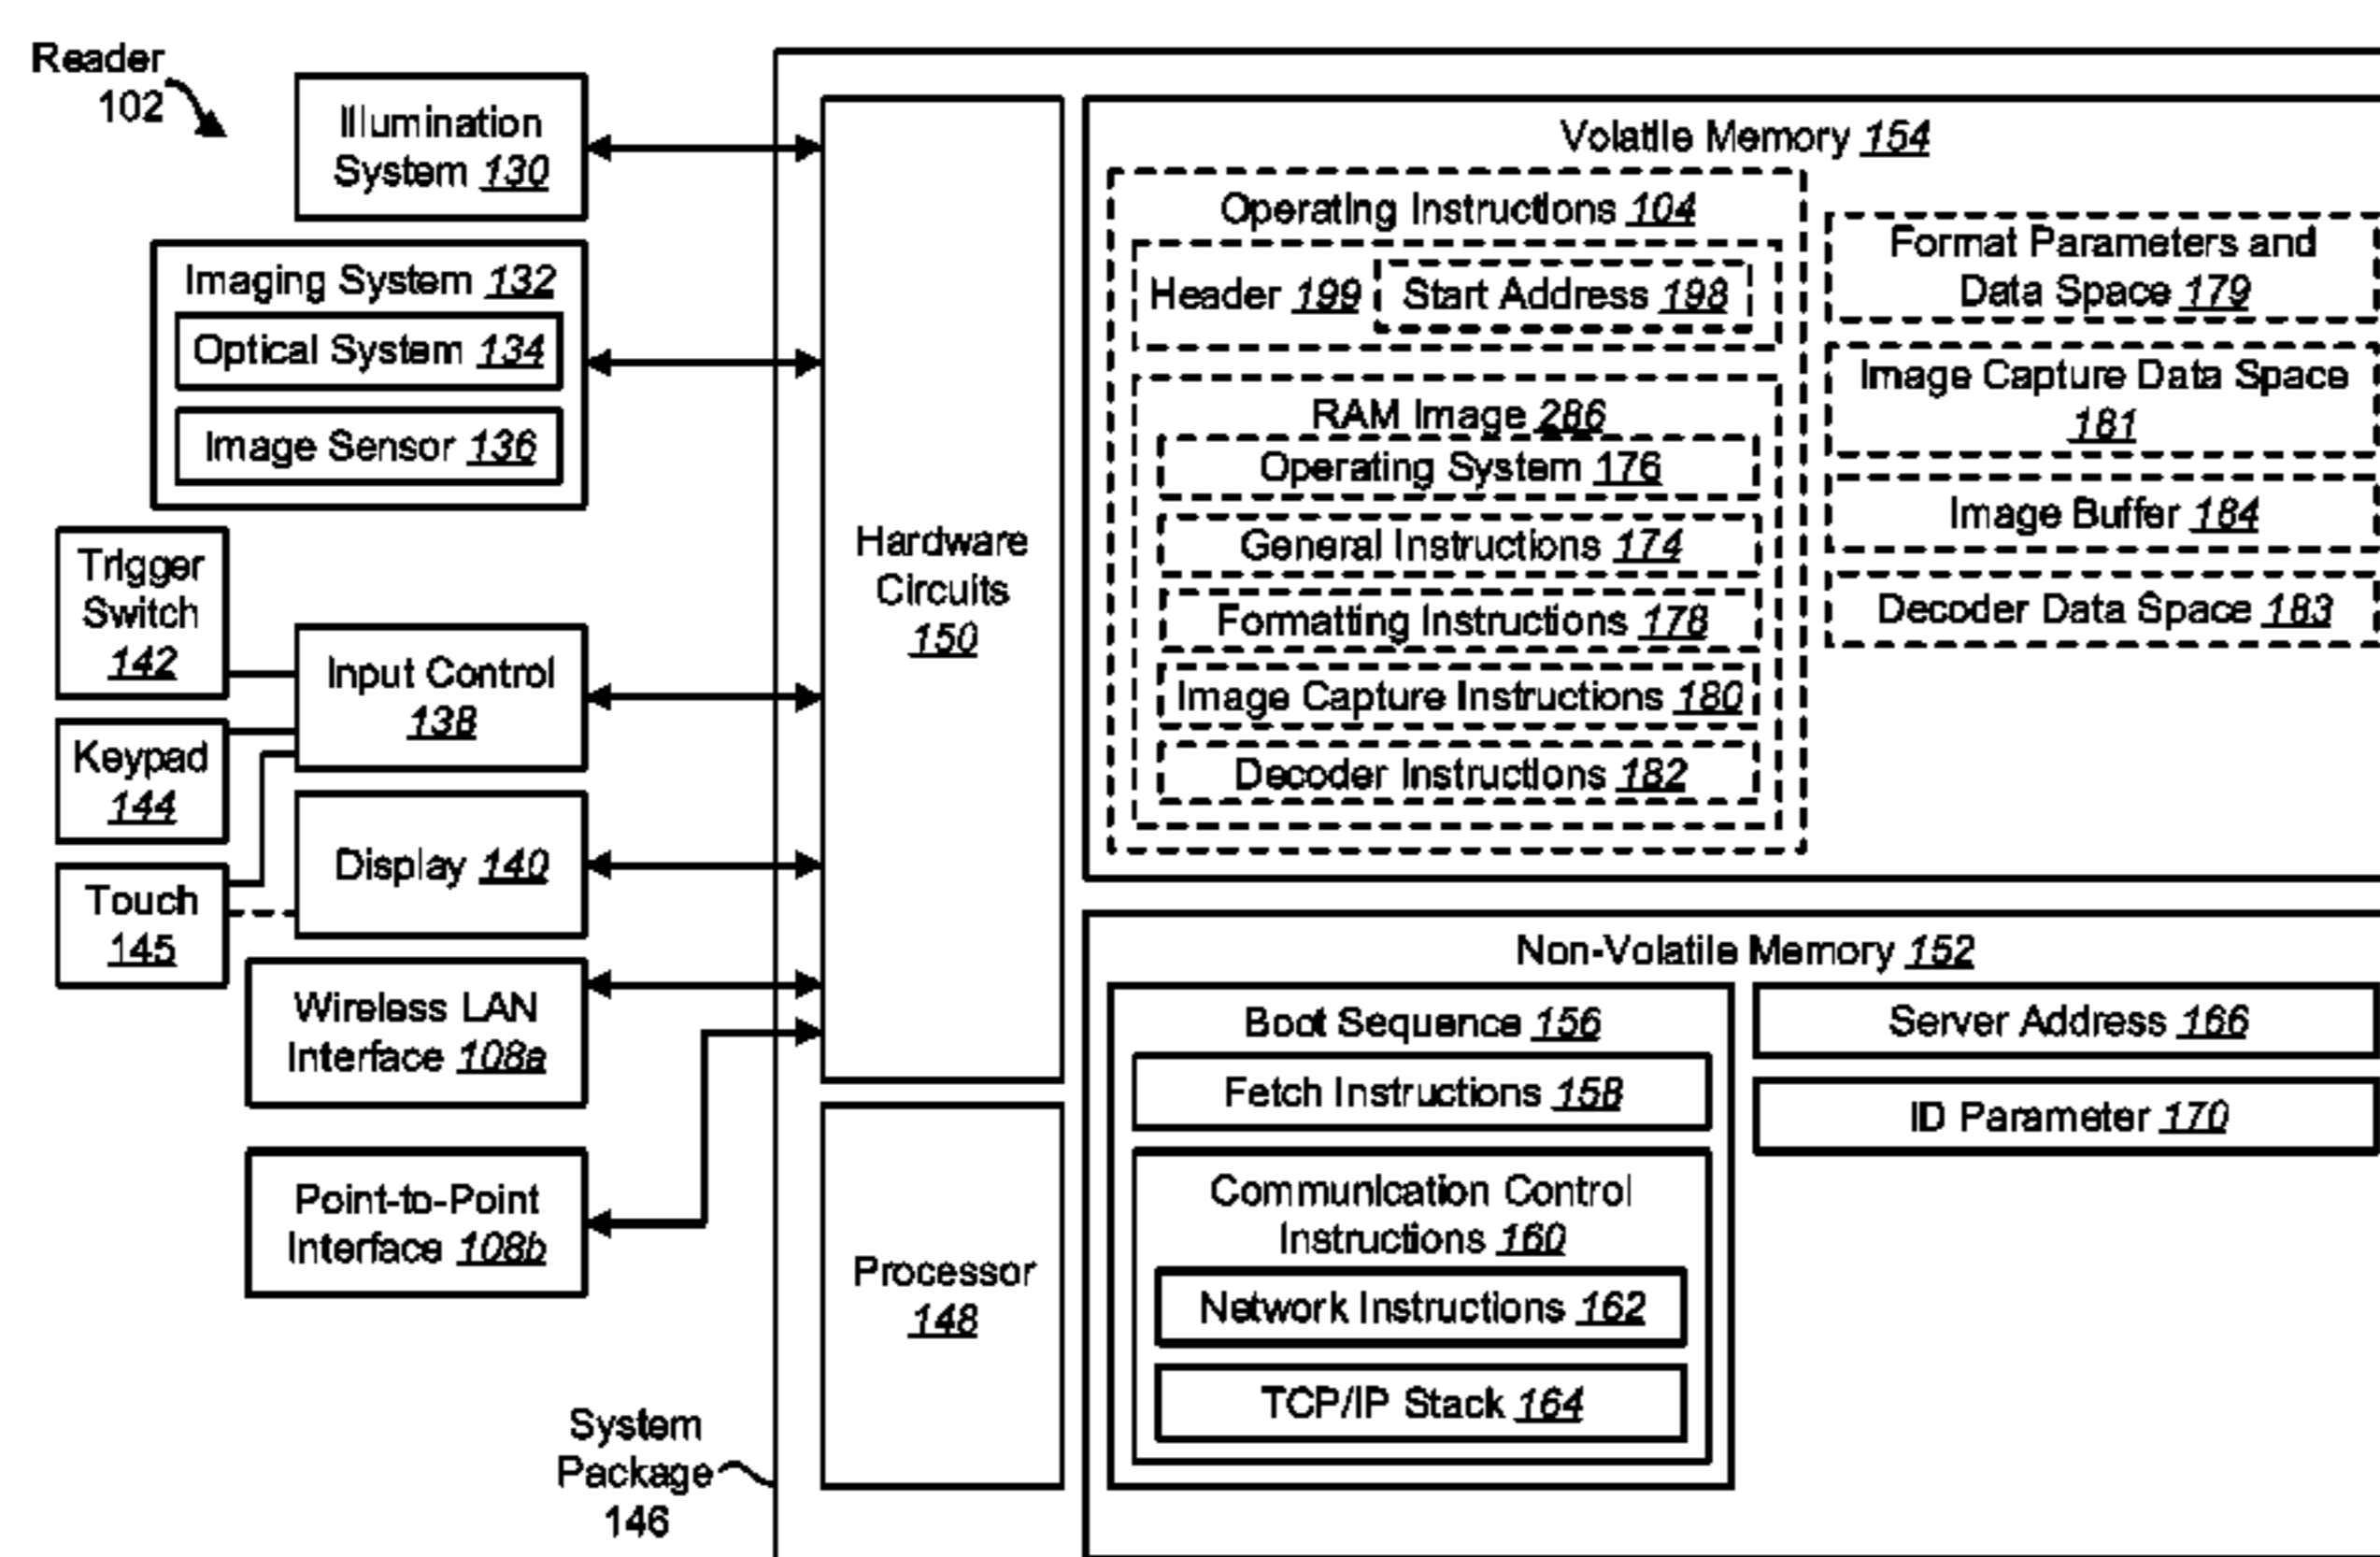 Reader
102
Illumination
System 130
Imaging System 132
Optical System 134
Image Sensor 136
Trigger
Switch
142
Keypad
144
Touch
145
Input Control
138
Display 140
Wireless LAN
Interface 108a
Point-to-Point
Interface 108b
System
Package
146
Hardware
Circuits
150
Processor
148
Volatile Memory 154
Operating Instructions 104
Header 199
Start Address 198
RAM Image 286
Operating System 176
General Instructions 174
Formatting Instructions 178
Image Capture Instructions 180
Decoder Instructions 182
Format Parameters and
Data Space 179
Image Capture Data Space
181
Image Buffer 184
Decoder Data Space 183
Non-Volatile Memory 152
Boot Sequence 156
Fetch Instructions 158
Communication Control
Instructions 160
Network Instructions 162
TCP/IP Stack 164
Server Address 166
ID Parameter 170